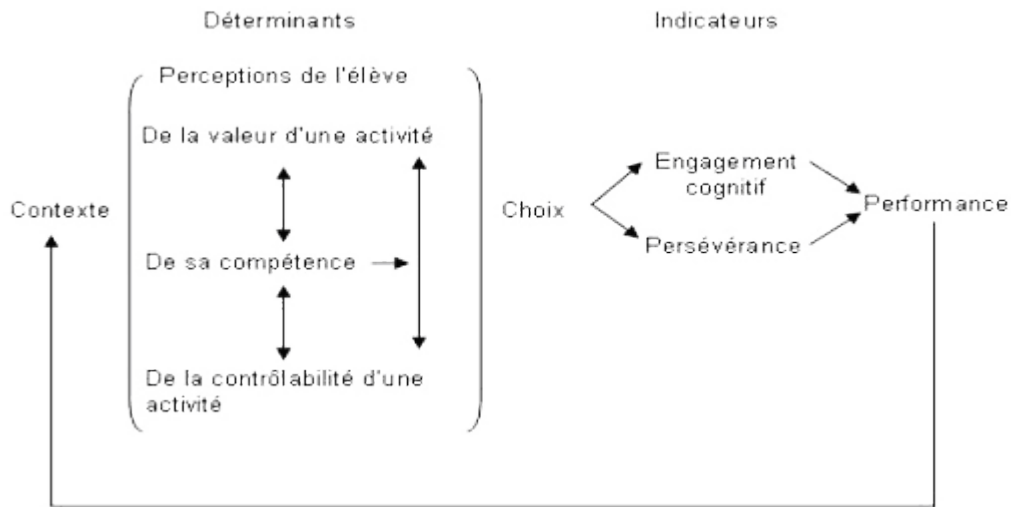 Déterminants
Indicateurs
Perceptions de l'élève
De la valeur d'une activité
Contexte
De sa compétence
De la contrôlabilité d'une
activité
Choix
Engagement
cognitif
Persévérance
Performance